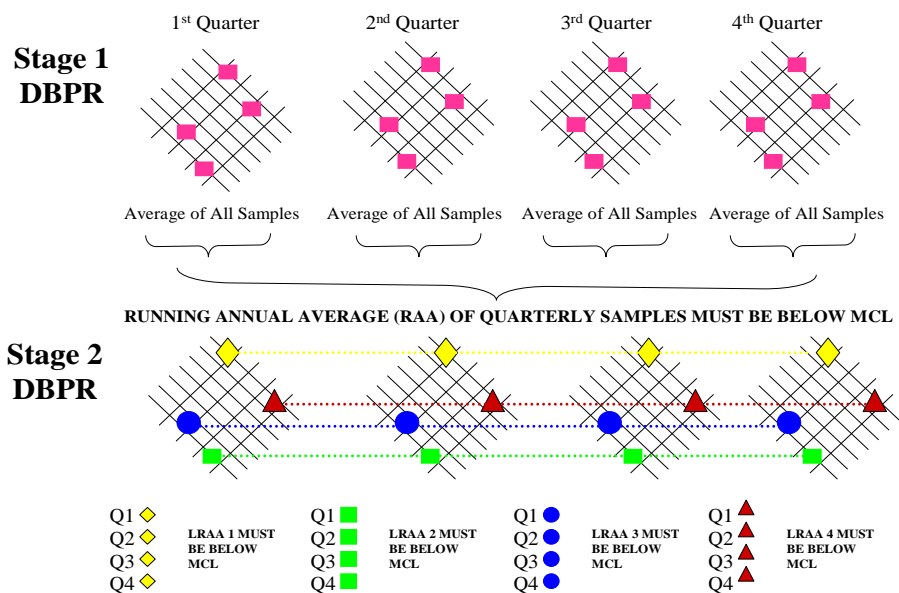 1st Quarter
2nd Quarter
3rd Quarter
4th Quarter
Stage 1
DBPR
Average of All Samples
Average of All Samples
Average of All Samples
Average of All Samples
RUNNING ANNUAL AVERAGE (RAA) OF QUARTERLY SAMPLES MUST BE BELOW MCL
Stage 2
DBPR
Q1
Q2
Q3
Q4
LRAA 1 MUST
BE BELOW
MCL
Q1
Q2
Q3
Q4
LRAA 2 MUST
BE BELOW
MCL
Q1
Q2
Q3
Q4
LRAA 3 MUST
BE BELOW
MCL
Q1
Q2
Q3
Q4
LRAA 4 MUST
BE BELOW
MCL